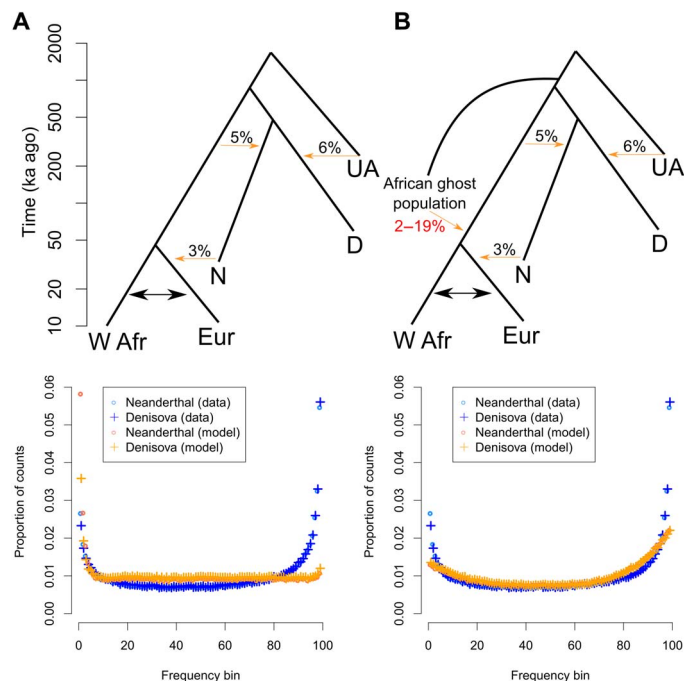 A
B
Time (ka ago)
2000
500
200
50
20
10
5%
6%
UA
D
3%
N
W Afr
Eur
5%
6%
UA
African ghost
population
2–19%
D
3%
N
W Afr
Eur
Proportion of counts
0.06
0.05
0.04
0.03
0.02
0.01
0.00
Neanderthal (data)
Denisova (data)
Neanderthal (model)
Denisova (model)
0 20 40 60 80 100
Frequency bin
Proportion of counts
0.06
0.05
0.04
0.03
0.02
0.01
0.00
Neanderthal (data)
Denisova (data)
Neanderthal (model)
Denisova (model)
0 20 40 60 80 100
Frequency bin